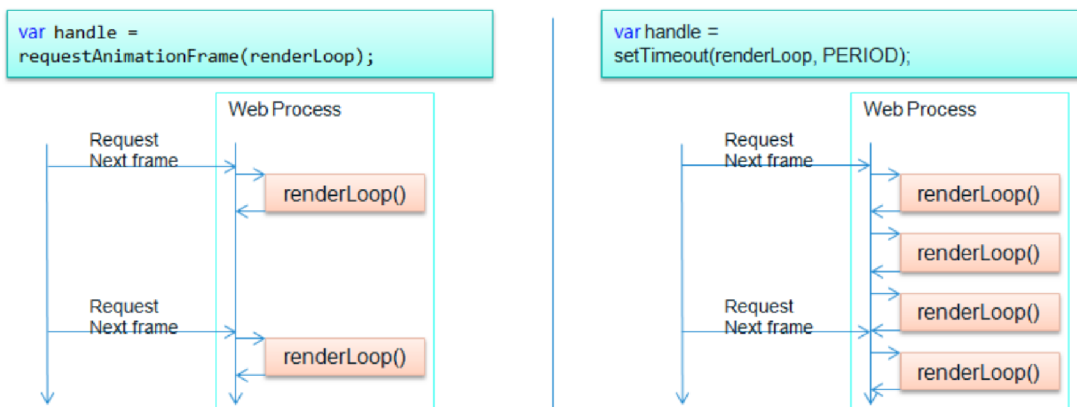 var handle =
requestAnimationFrame(renderLoop);
Web Process
Request
Next frame
renderLoop()
Request
Next frame
renderLoop()
var handle =
setTimeout(renderLoop, PERIOD);
Web Process
Request
Next frame
renderLoop()
renderLoop()
Request
Next frame
renderLoop()
renderLoop()